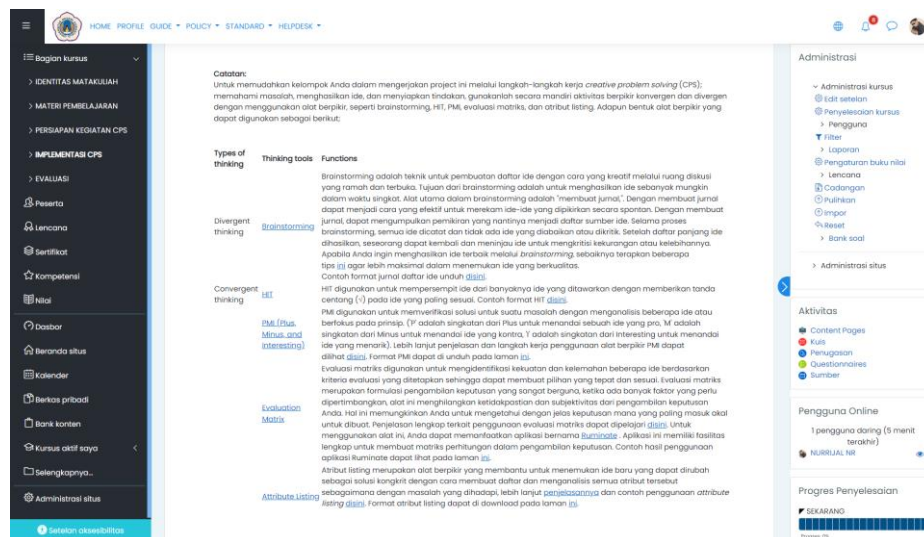 HOME PROFILE GUIDE POLICY STANDARD HELPDESK
8
Bagian kursus
> IDENTITAS MATAKULIAH
> MATERI PEMBELAJARAN
> PERSIAPAN KEGIATAN CPS
> IMPLEMENTASI CPS
> EVALUASI
Peserta
Lencana
Sertifikat
Kompetensi
Nilai
Dasbor
Beranda situs
Kalender
Berkas pribadi
Bank konten
Kursus aktif saya
Selengkapnya...
Administrasi situs
Setelan aksesibilitas
Catatan:
Untuk memudahkan kelompok Anda dalam mengerjakan project ini melalui langkah-langkah kerja creative problem solving (CPS);
memahami masalah, menghasilkan ide, dan menyiapkan tindakan, gunakanlah secara mandiri aktivitas berpikir konvergen dan divergen
dengan menggunakan alat berpikir, seperti brainstorming, HIT, PMI, evaluasi matriks, dan atribut listing. Adapun bentuk alat berpikir yang
dapat digunakan sebagai berikut;
Types of thinking
Thinking tools
Functions
Divergent thinking
Brainstorming
Brainstorming adalah teknik untuk pembuatan daftar ide dengan cara yang kreatif melalui ruang diskusi
yang ramah dan terbuka. Tujuan dari brainstorming adalah untuk menghasilkan ide sebanyak mungkin
dalam waktu singkat. Alat utama dalam brainstorming adalah "membuat jurnal,". Dengan membuat jurnal
dapat menjadi cara yang efektif untuk merekam ide-ide yang dipikirkan secara spontan. Dengan membuat
jurnal, dapat mengumpulkan pemikiran yang nantinya menjadi daftar sumber ide. Selama proses
brainstorming, semua ide dicatat dan tidak ada ide yang diabaikan atau dikritik. Setelah daftar panjang ide
dihasilkan, seseorang dapat kembali dan meninjau ide untuk mengkritisi kekurangan atau kelebihannya.
Apabila Anda ingin menghasilkan ide terbaik melalui brainstorming, sebaiknya terapkan beberapa
tips ini agar lebih maksimal dalam menemukan ide yang berkualitas.
Contoh format jurnal daftar ide unduh disini.
Convergent thinking
HIT
HIT digunakan untuk mempersempit ide dari banyaknya ide yang ditawarkan dengan memberikan tanda
centang (√) pada ide yang paling sesuai. Contoh format HIT disini.
PMI (Plus, Minus, and Interesting)
PMI digunakan untuk memverifikasi solusi untuk suatu masalah dengan menganalisis beberapa ide atau
berfokus pada prinsip. ('P' adalah singkatan dari Plus untuk menandai sebuah ide yang pro, 'M' adalah
singkatan dari Minus untuk menandai ide yang kontra, 'I' adalah singkatan dari Interesting untuk menandai
ide yang menarik). Lebih lanjut penjelasan dan langkah kerja penggunaan alat berpikir PMI dapat
dilihat disini. Format PMI dapat di unduh pada laman ini.
Evaluation Matrix
Evaluasi matriks digunakan untuk mengidentifikasi kekuatan dan kelemahan beberapa ide berdasarkan
kriteria evaluasi yang ditetapkan sehingga dapat membuat pilihan yang tepat dan sesuai. Evaluasi matriks
merupakan formulasi pengambilan keputusan yang sangat berguna, ketika ada banyak faktor yang perlu
dipertimbangkan, alat ini menghilangkan ketidakpastian dan subjektivitas dari pengambilan keputusan
Anda. Hal ini memungkinkan Anda untuk mengetahui dengan jelas keputusan mana yang paling masuk akal
untuk dibuat. Penjelasan lengkap terkait penggunaan evaluasi matriks dapat dipelajari disini. Untuk
menggunakan alat ini, Anda dapat memanfaatkan aplikasi bernama Ruminate . Aplikasi ini memiliki fasilitas
lengkap untuk membuat matriks perhitungan dalam pengambilan keputusan. Contoh hasil penggunaan
aplikasi Ruminate dapat lihat pada laman ini.
Attribute Listing
Atribut listing merupakan alat berpikir yang membantu untuk menemukan ide baru yang dapat dirubah
sebagai solusi kongkrit dengan cara membuat daftar dan menganalisis semua atribut tersebut
sebagaimana dengan masalah yang dihadapi, lebih lanjut penjelasannya dan contoh penggunaan attribute
listing disini. Format atribut listing dapat di download pada laman ini.
Administrasi
Administrasi kursus
Edit setelan
Penyelesaian kursus
> Pengguna
Filter
> Laporan
Pengaturan buku nilai
> Lencana
Cadangan
Pulihkan
Impor
Reset
> Bank soal
> Administrasi situs
Aktivitas
Content Pages
Kuis
Penugasan
Questionnaires
Sumber
Pengguna Online
1 pengguna daring (5 menit
terakhir)
NURRIJAL NR
Progres Penyelesaian
SEKARANG